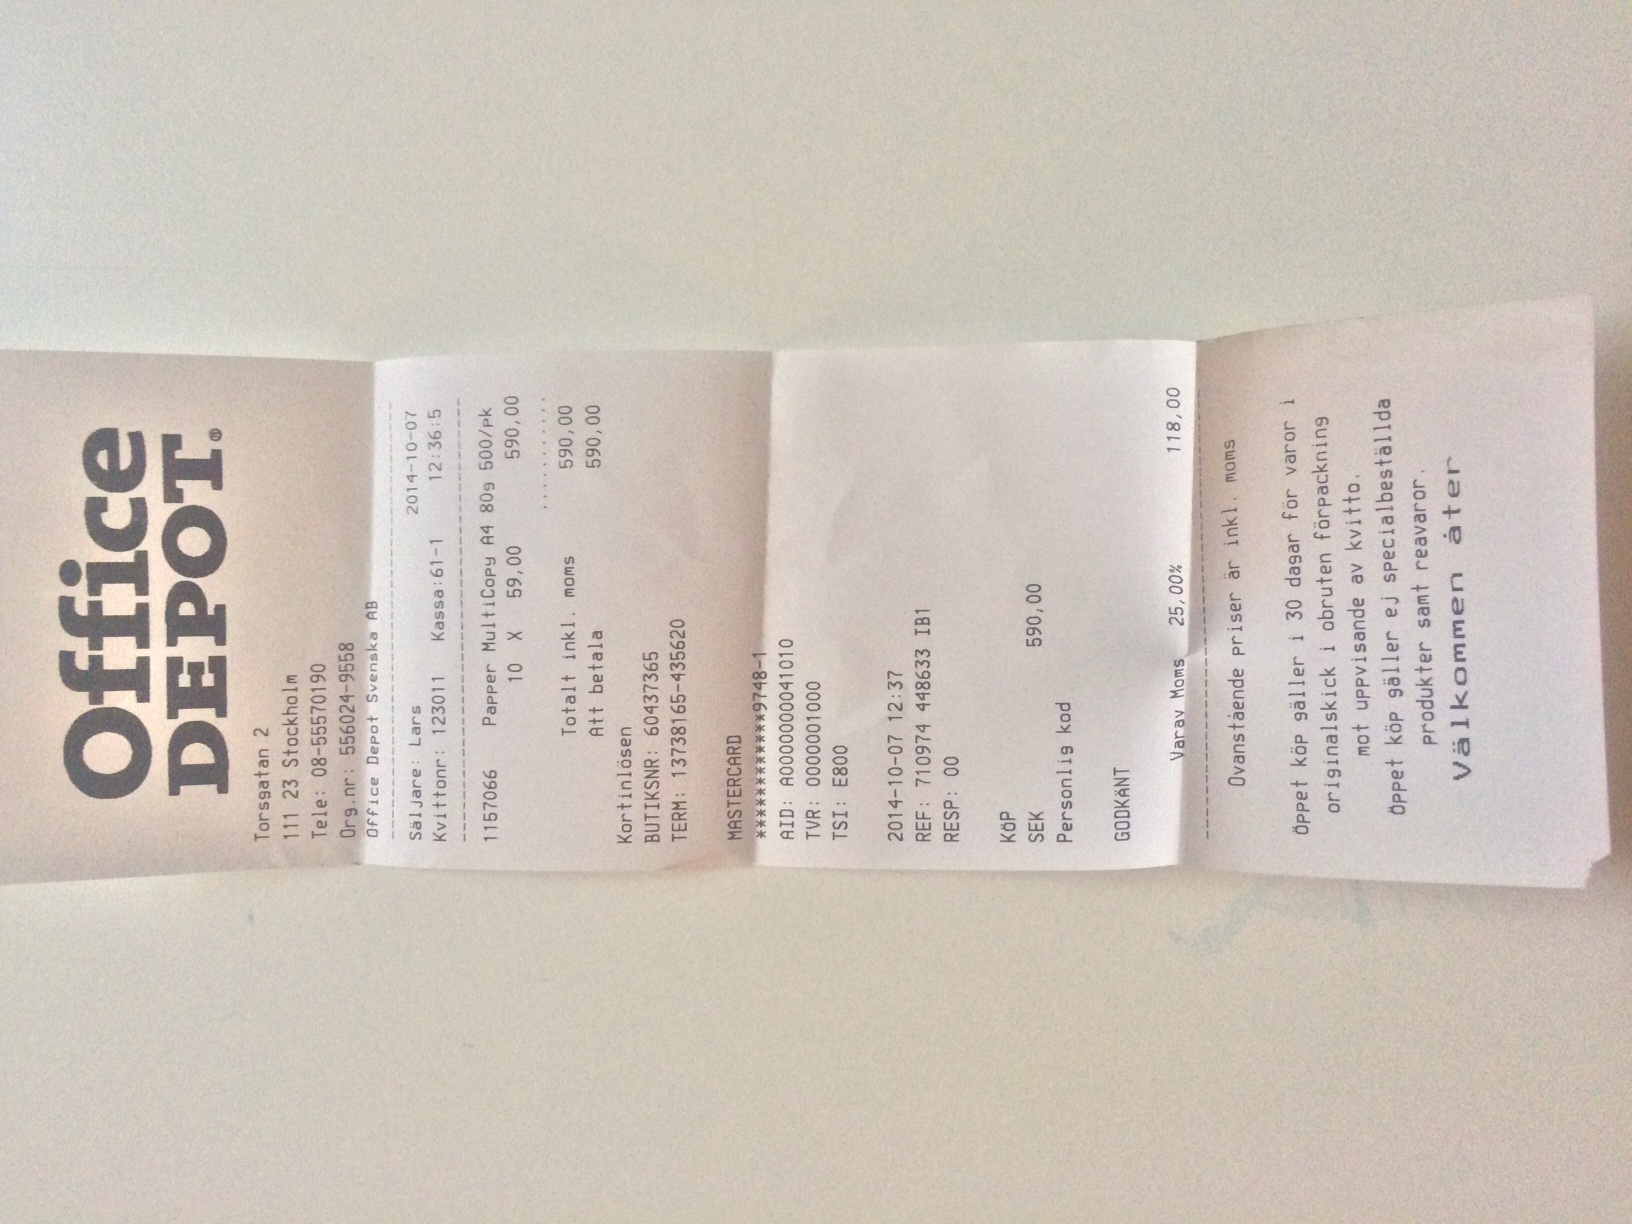 Office
DEPOT®
Torsgatan 2
111 23 Stockholm
Tele: 08-55570190
Org.nr: 556024-9558
Office Depot Svenska AB
Säljare: Lars 2014-10-07
Kvittonr: 123011 Kassa:61-1 12:36:5
1157066 Papper MultiCopy A4 80g 500/pk
10 X 59,00 590,00
Totalt inkl. moms 590,00
Att betala 590,00
Kortinlösen
BUTIKSNR: 60437365
TERM: 13738165-435620
MASTERCARD
************9748-1
AID: A0000000041010
TVR: 0000001000
TSI: E800
2014-10-07 12:37
REF: 710974 448633 IB1
RESP: 00
KöP
SEK 590,00
Personlig kod
GODKÄNT
Varav Moms 25,00% 118,00
Ovanstående priser är inkl. moms
Öppet köp gäller i 30 dagar för varor i
originalskick i obruten förpackning
mot uppvisande av kvitto.
Öppet köp gäller ej specialbeställda
produkter samt reavaror.
Välkommen åter